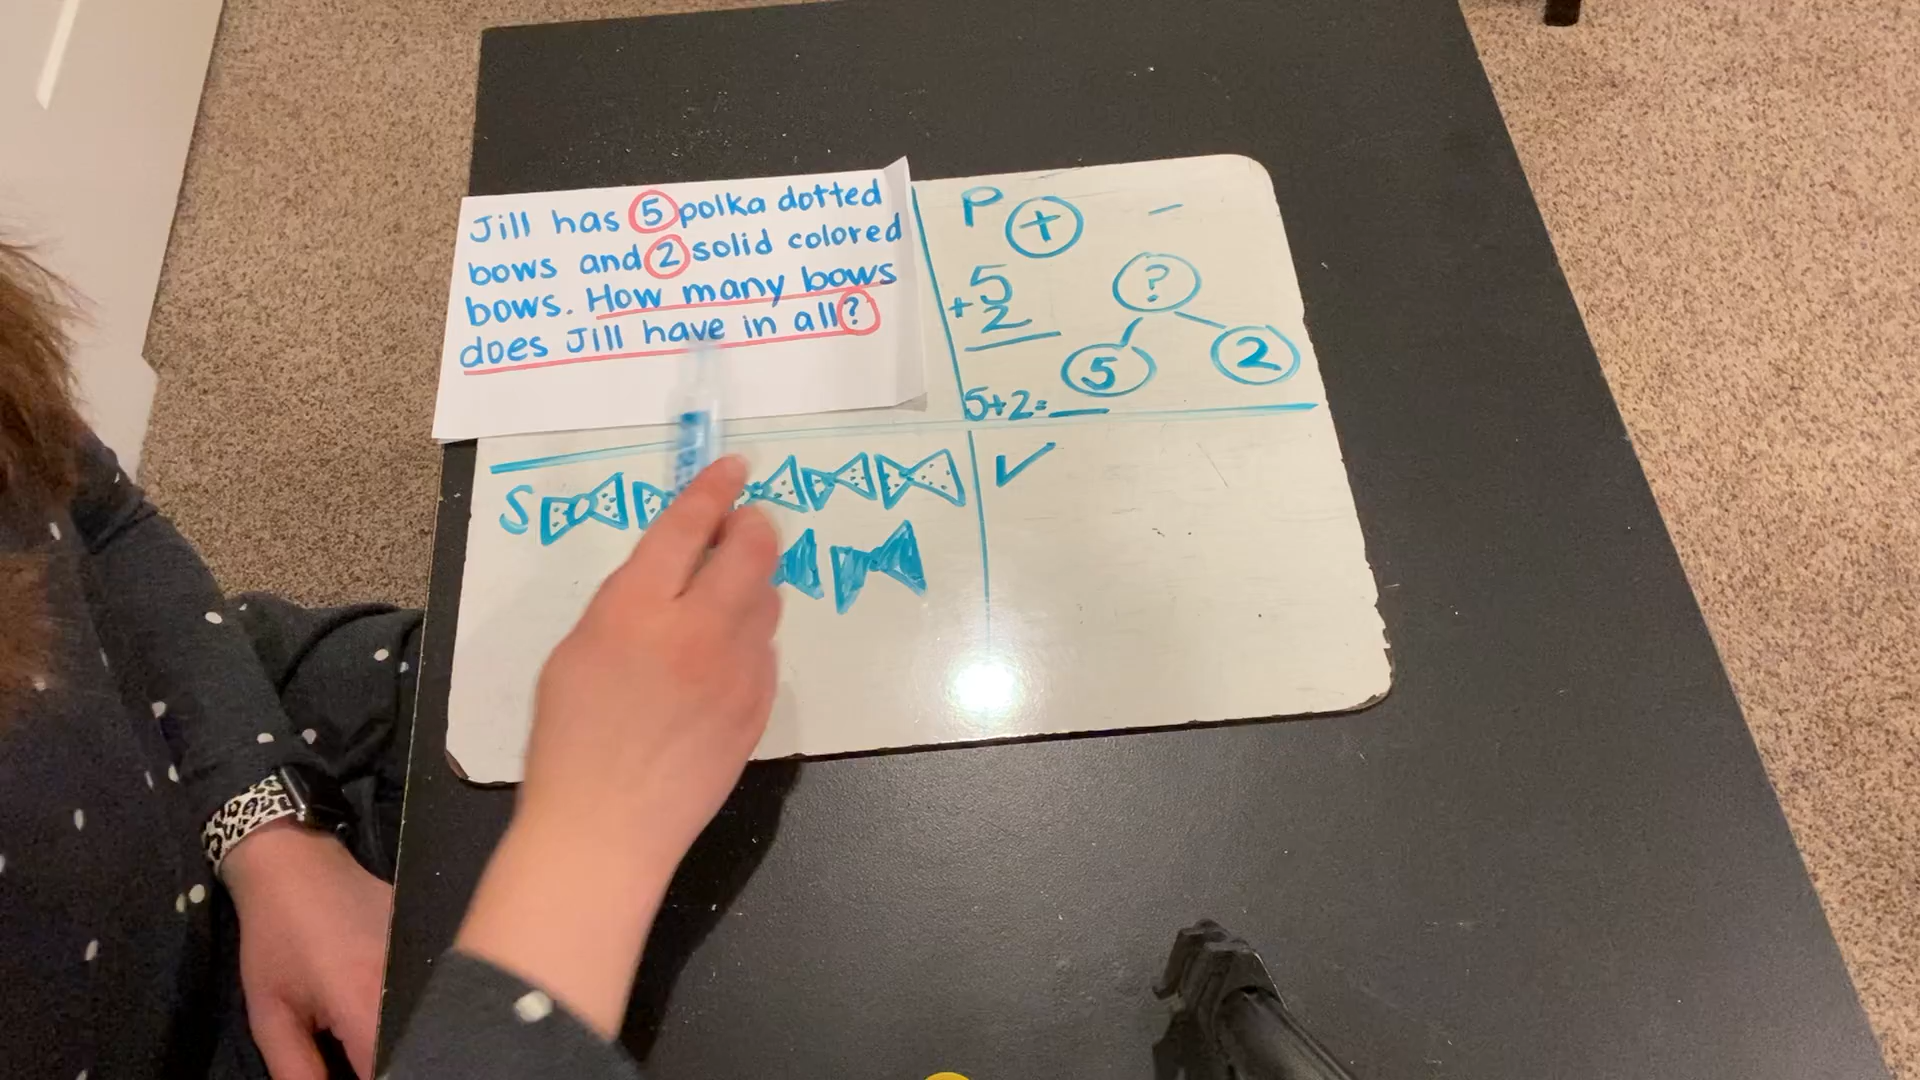 Jill has 5 polka dotted
bows and 2 solid colored
bows. How many bows
does Jill have in all?
P + -
5
+ 2
?
5 2
5+2=__
S
✓